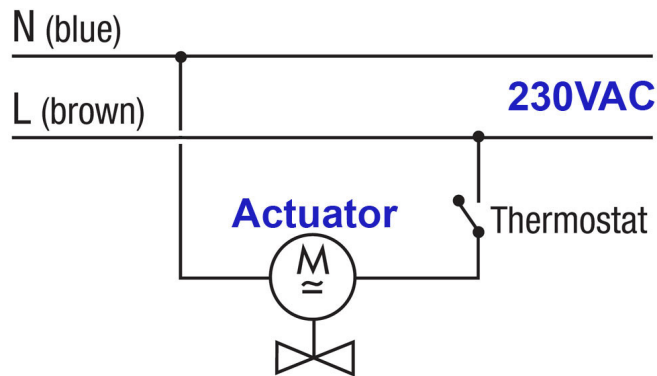 N (blue)
230VAC
L (brown)
Actuator
Thermostat
M
≃